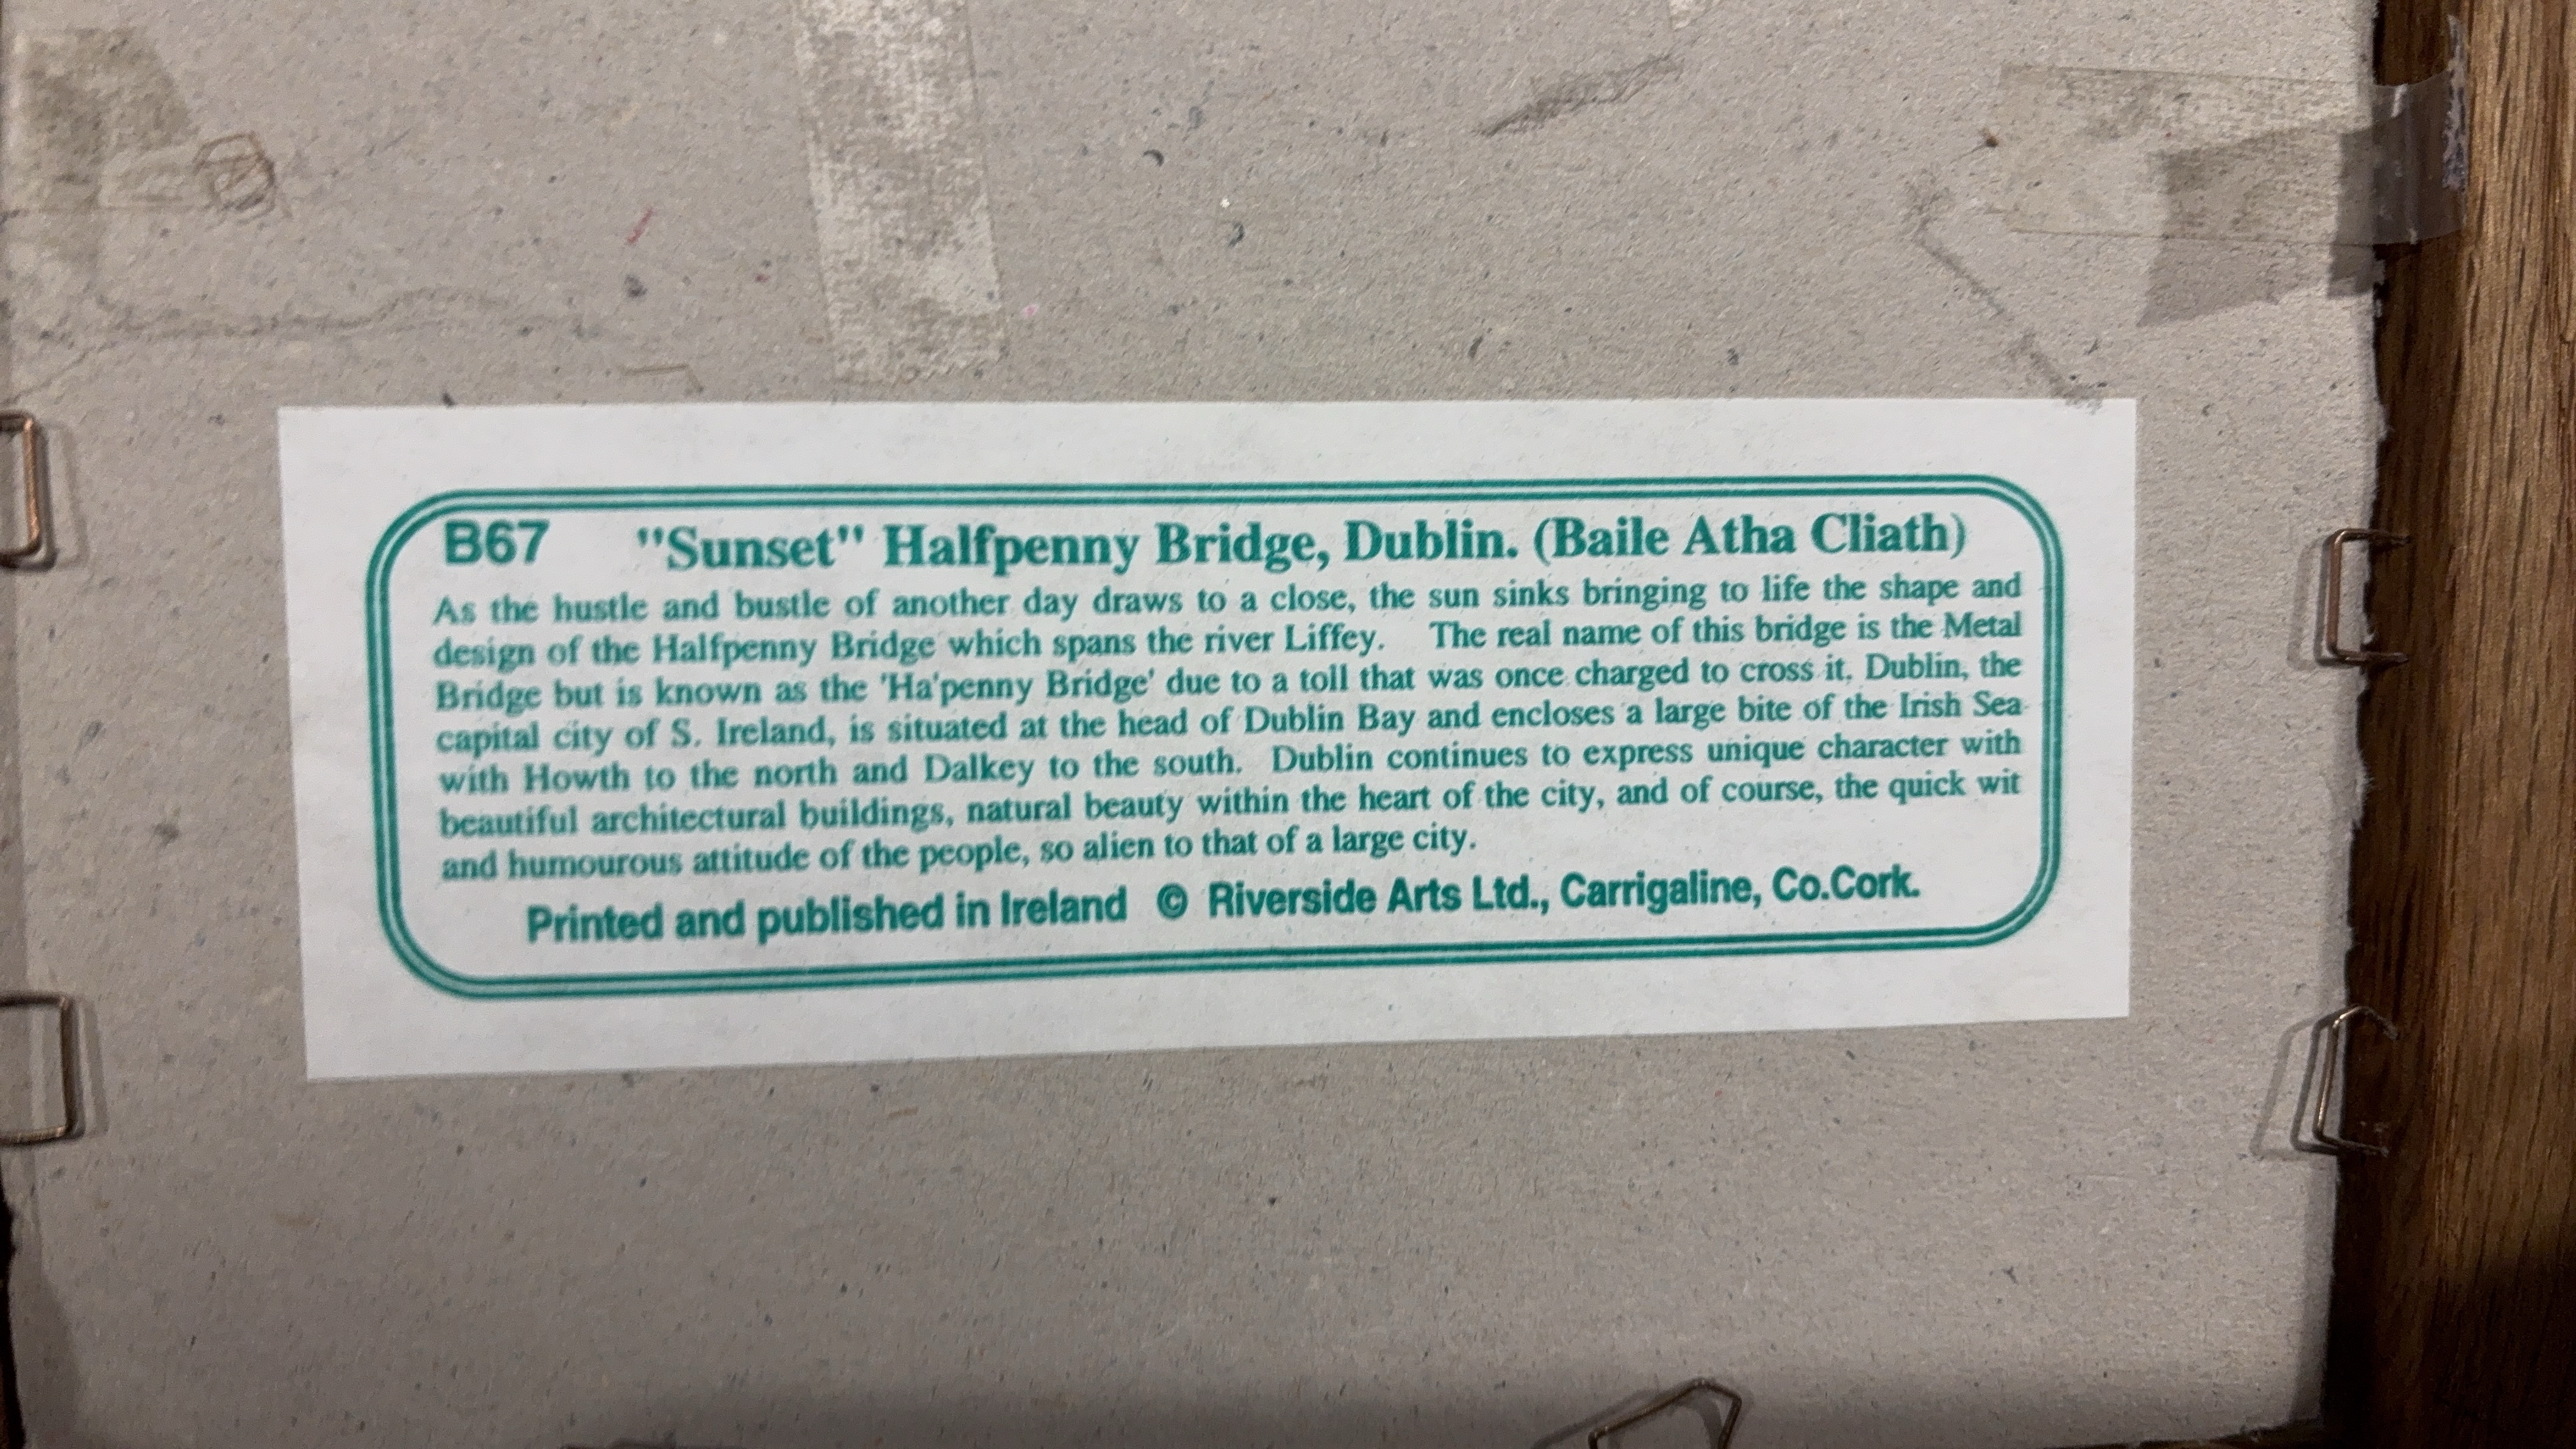 B67 "Sunset" Halfpenny Bridge, Dublin. (Baile Atha Cliath)
As the hustle and bustle of another day draws to a close, the sun sinks bringing to life the shape and
design of the Halfpenny Bridge which spans the river Liffey. The real name of this bridge is the Metal
Bridge but is known as the 'Ha'penny Bridge' due to a toll that was once charged to cross it. Dublin, the
capital city of S. Ireland, is situated at the head of Dublin Bay and encloses a large bite of the Irish Sea
with Howth to the north and Dalkey to the south. Dublin continues to express unique character with
beautiful architectural buildings, natural beauty within the heart of the city, and of course, the quick wit
and humourous attitude of the people, so alien to that of a large city.
Printed and published in Ireland © Riverside Arts Ltd., Carrigaline, Co.Cork.